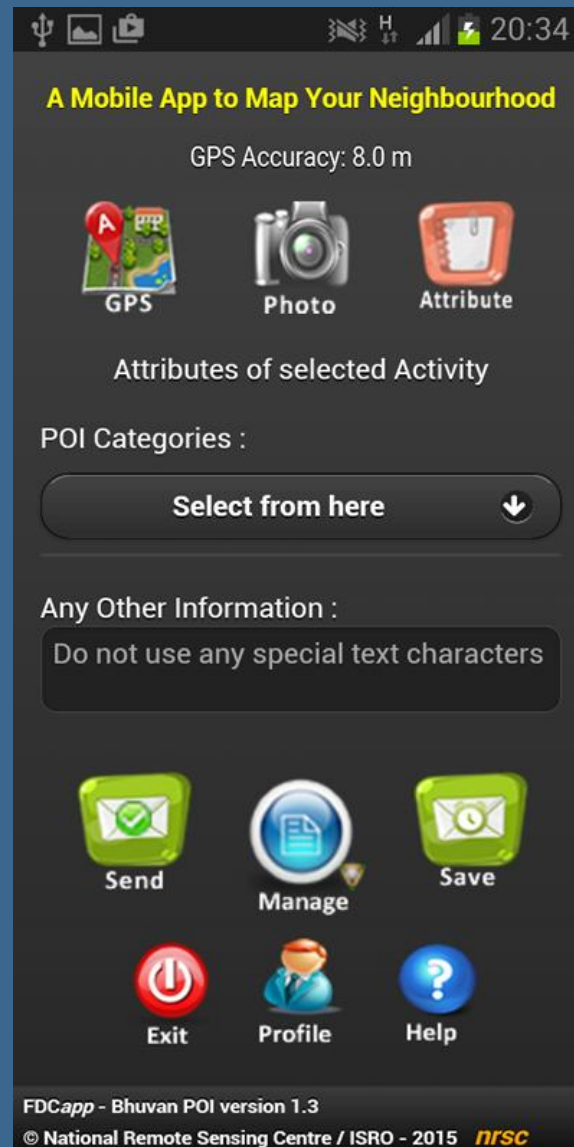 H 20:34
A Mobile App to Map Your Neighbourhood
GPS Accuracy: 8.0 m
A
GPS Photo Attribute
Attributes of selected Activity
POI Categories :
Select from here
Any Other Information :
Do not use any special text characters
Send Manage Save
Exit Profile Help
FDCapp - Bhuvan POI version 1.3
© National Remote Sensing Centre / ISRO - 2015 nrsc